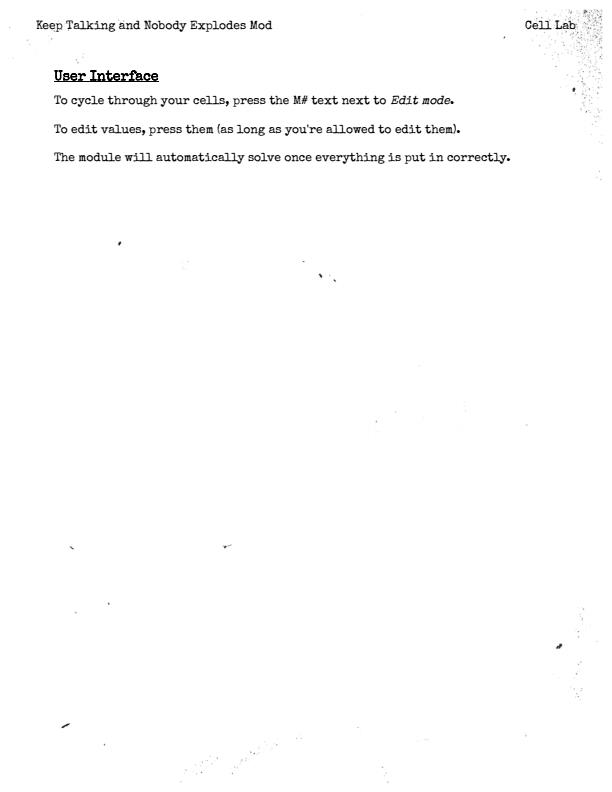 Keep Talking and Nobody Explodes Mod Cell Lab
User Interface
To cycle through your cells, press the M# text next to Edit mode.
To edit values, press them (as long as you're allowed to edit them).
The module will automatically solve once everything is put in correctly.